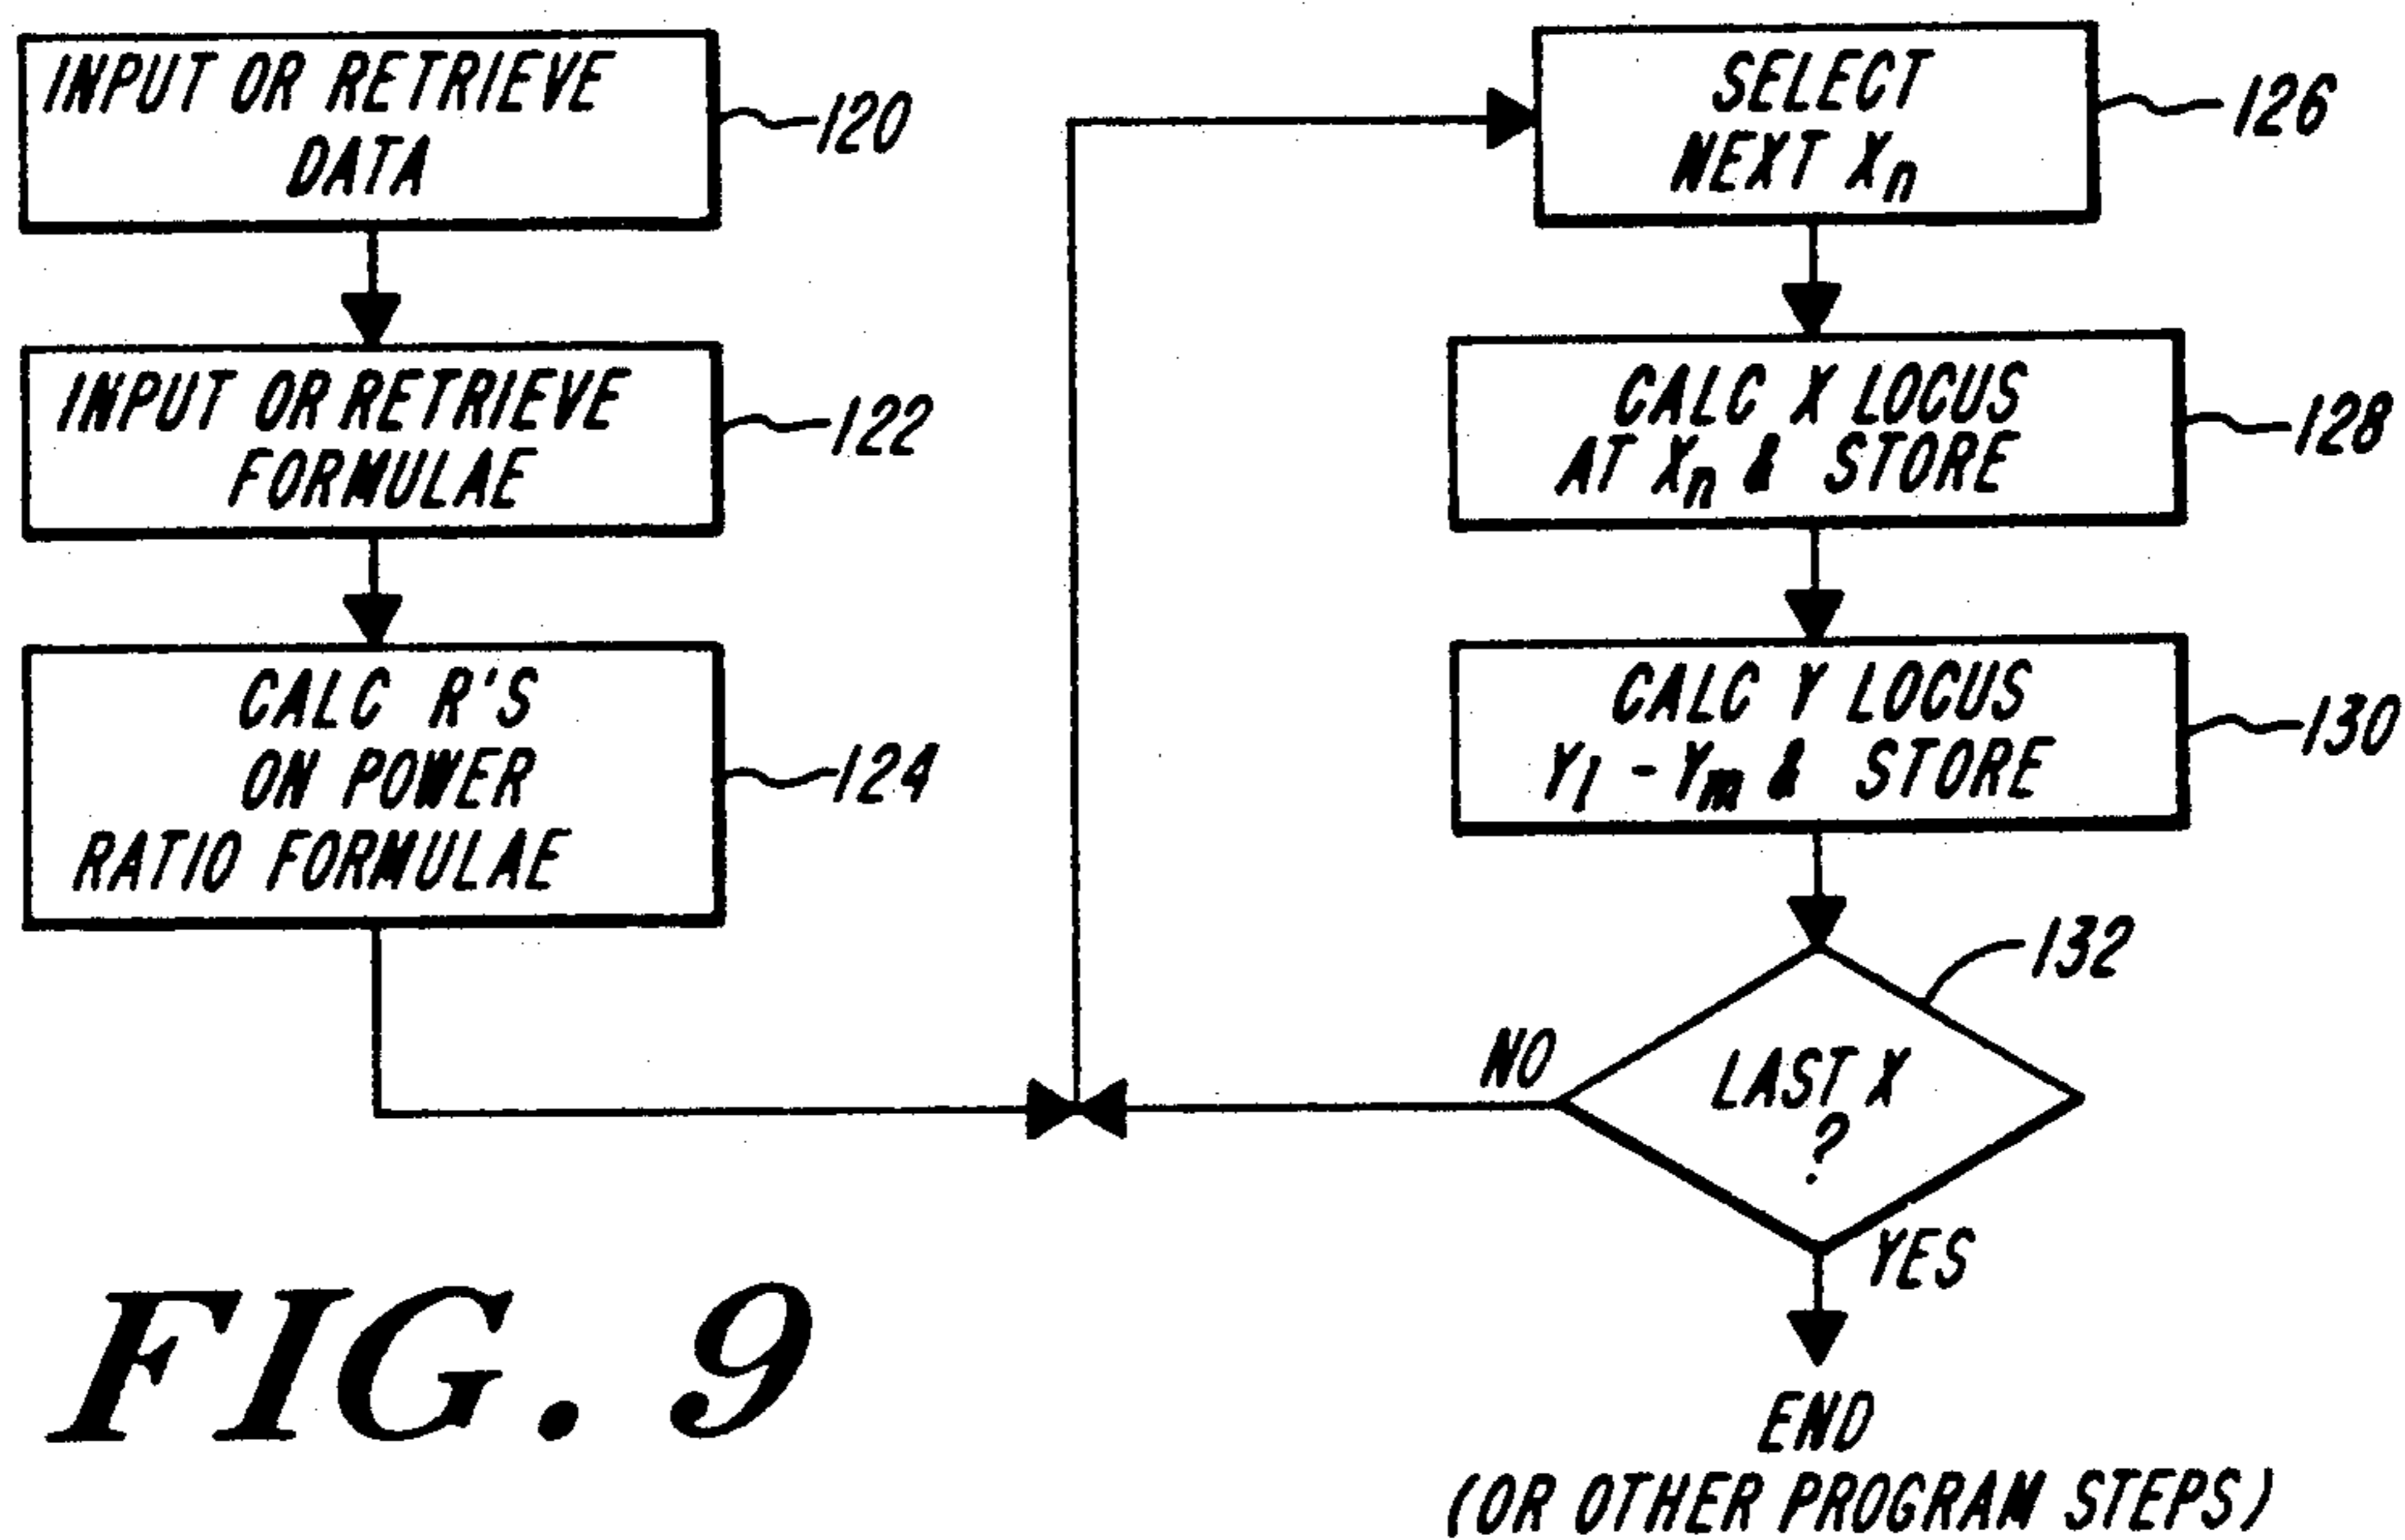 INPUT OR RETRIEVE
DATA
120
INPUT OR RETRIEVE
FORMULAE
122
CALC R'S
ON POWER
RATIO FORMULAE
124
SELECT
NEXT Xn
126
CALC X LOCUS
AT Xn & STORE
128
CALC Y LOCUS
Y1 - Ym & STORE
130
132
LAST X
?
NO
YES
END
(OR OTHER PROGRAM STEPS)
FIG. 9